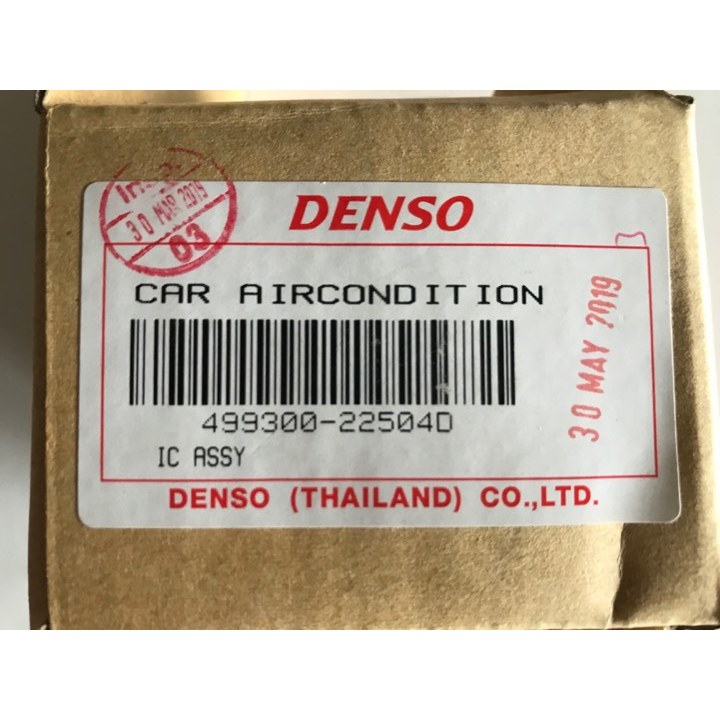 DENSO
30 MAR 2019
03
CAR AIRCONDITION
499300-22504D
IC ASSY
30 MAY 2019
DENSO (THAILAND) CO.,LTD.